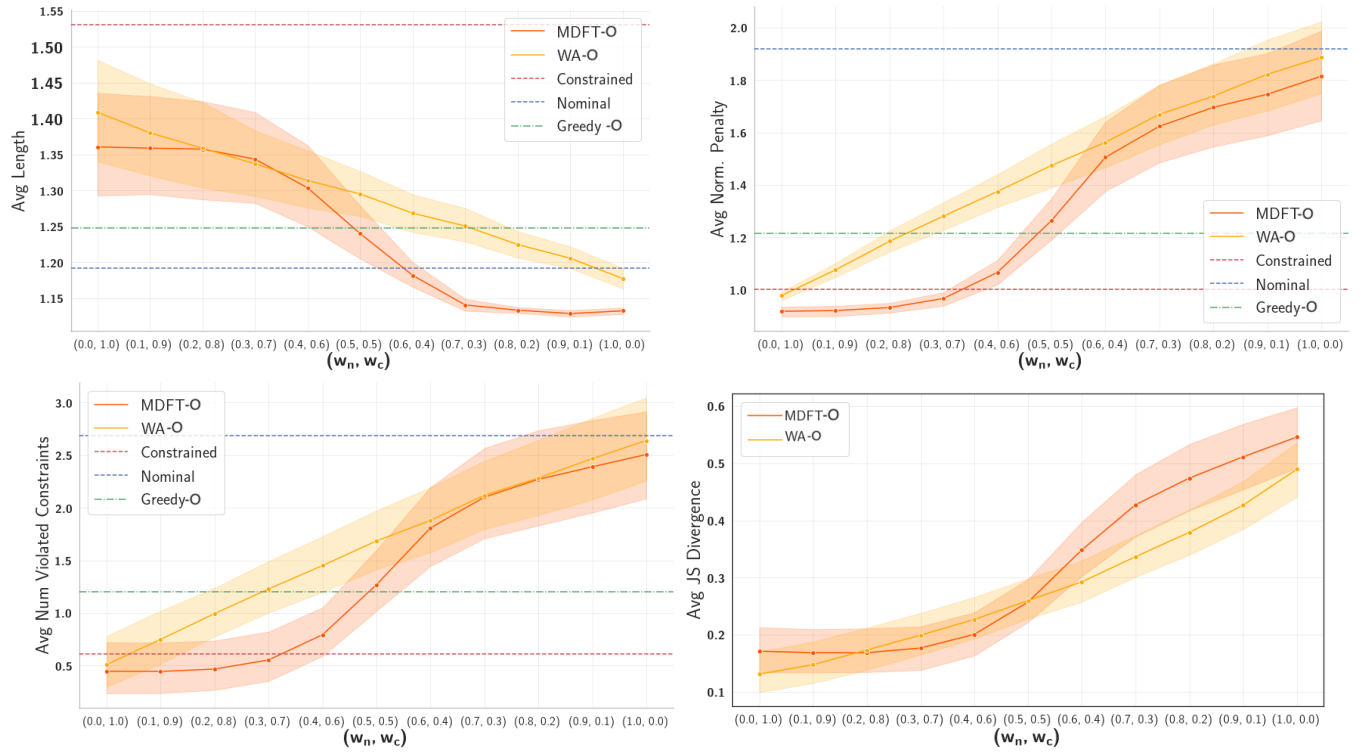 1.55
1.50
1.45
1.40
1.35
1.30
1.25
1.20
1.15
Avg Length
MDFT-O
WA-O
Constrained
Nominal
Greedy -O
(0.0, 1.0) (0.1, 0.9) (0.2, 0.8) (0.3, 0.7) (0.4, 0.6) (0.5, 0.5) (0.6, 0.4) (0.7, 0.3) (0.8, 0.2) (0.9, 0.1) (1.0, 0.0)
(wn, wc)
2.0
1.8
1.6
1.4
1.2
1.0
Avg Norm. Penalty
MDFT-O
WA-O
Constrained
Nominal
Greedy-O
(0.0, 1.0) (0.1, 0.9) (0.2, 0.8) (0.3, 0.7) (0.4, 0.6) (0.5, 0.5) (0.6, 0.4) (0.7, 0.3) (0.8, 0.2) (0.9, 0.1) (1.0, 0.0)
(wn, wc)
3.0
2.5
2.0
1.5
1.0
0.5
Avg Num Violated Constraints
MDFT-O
WA-O
Constrained
Nominal
Greedy-O
(0.0, 1.0) (0.1, 0.9) (0.2, 0.8) (0.3, 0.7) (0.4, 0.6) (0.5, 0.5) (0.6, 0.4) (0.7, 0.3) (0.8, 0.2) (0.9, 0.1) (1.0, 0.0)
(wn, wc)
0.6
0.5
0.4
0.3
0.2
0.1
Avg JS Divergence
MDFT-O
WA-O
(0.0, 1.0) (0.1, 0.9) (0.2, 0.8) (0.3, 0.7) (0.4, 0.6) (0.5, 0.5) (0.6, 0.4) (0.7, 0.3) (0.8, 0.2) (0.9, 0.1) (1.0, 0.0)
(wn, wc)